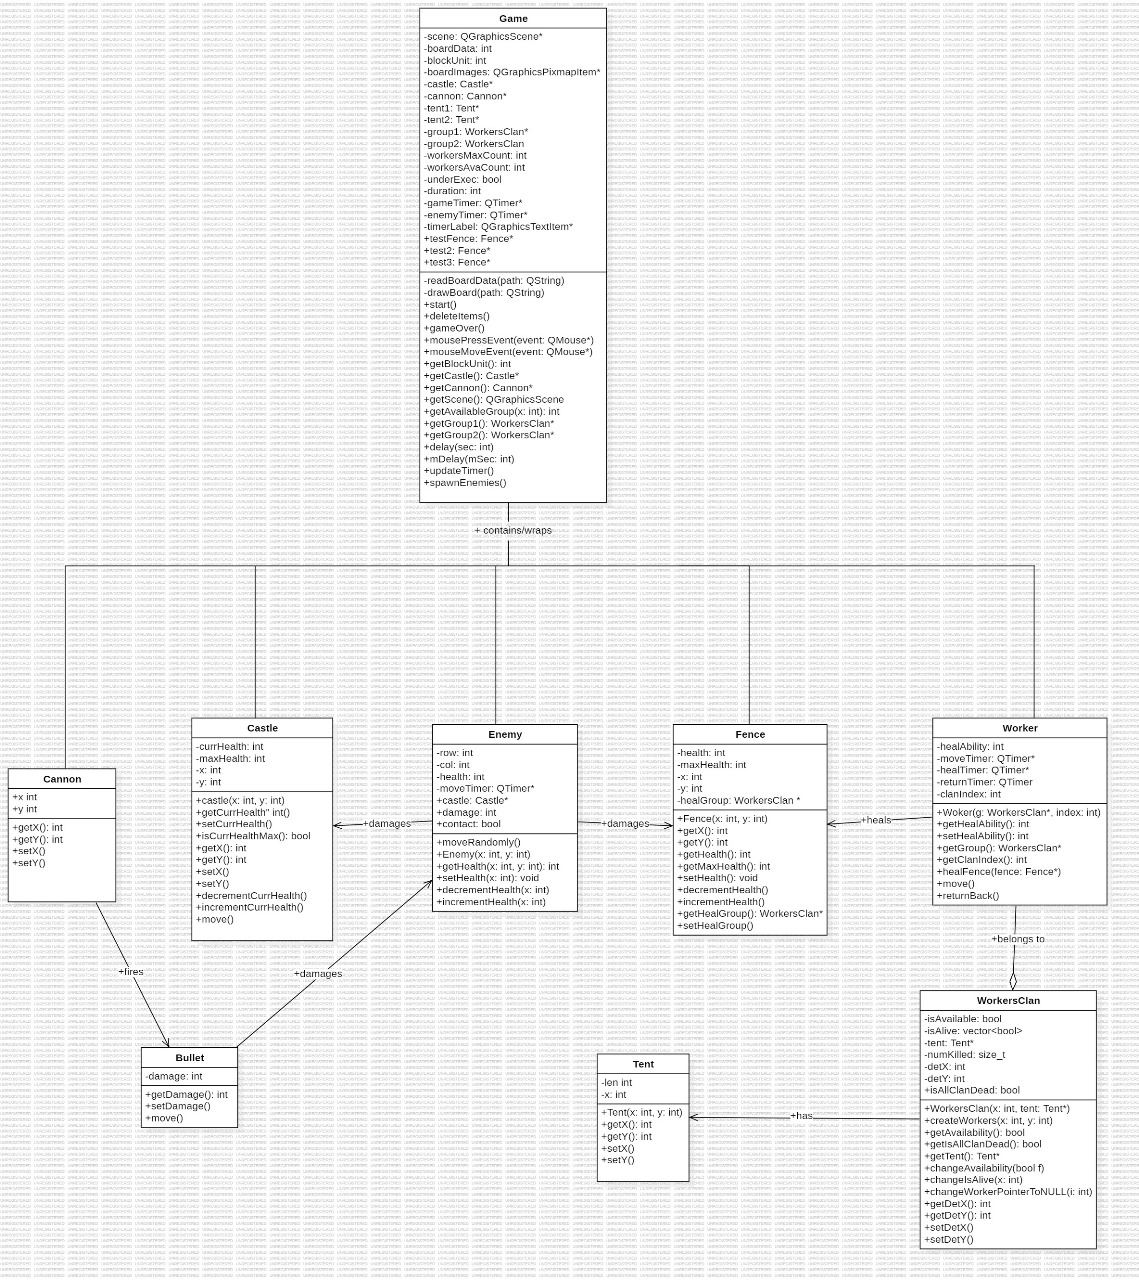 Game
-scene: QGraphicsScene*
-boardData: int
-blockUnit: int
-boardImages: QGraphicsPixmapItem*
-castle: Castle*
-cannon: Cannon*
-tent1: Tent*
-tent2: Tent*
-group1: WorkersClan*
-group2: WorkersClan
-workersMaxCount: int
-workersAvaCount: int
-underExec: bool
-duration: int
-gameTimer: QTimer*
-enemyTimer: QTimer*
-timerLabel: QGraphicsTextItem*
+testFence: Fence*
+test2: Fence*
+test3: Fence*
-readBoardData(path: QString)
-drawBoard(path: QString)
+start()
+deleteItems()
+gameOver()
+mousePressEvent(event: QMouse*)
+mouseMoveEvent(event: QMouse*)
+getBlockUnit(): int
+getCastle(): Castle*
+getCannon(): Cannon*
+getScene(): QGraphicsScene
+getAvailableGroup(x: int): int
+getGroup1(): WorkersClan*
+getGroup2(): WorkersClan*
+delay(sec: int)
+mDelay(mSec: int)
+updateTimer()
+spawnEnemies()
+ contains/wraps
Cannon
+x int
+y int
+getX(): int
+getY(): int
+setX()
+setY()
Castle
-currHealth: int
-maxHealth: int
-x: int
-y: int
+castle(x: int, y: int)
+getCurrHealth" int()
+setCurrHealth()
+isCurrHealthMax(): bool
+getX(): int
+getY(): int
+setX()
+setY()
+decrementCurrHealth()
+incrementCurrHealth()
+move()
+damages
Enemy
-row: int
-col: int
-health: int
-moveTimer: QTimer*
+castle: Castle*
+damage: int
+contact: bool
+moveRandomly()
+Enemy(x: int, y: int)
+getHealth(x: int, y: int): int
+setHealth(x: int): void
+decrementHealth(x: int)
+incrementHealth(x: int)
+damages
Fence
-health: int
-maxHealth: int
-x: int
-y: int
-healGroup: WorkersClan *
+Fence(x: int, y: int)
+getX(): int
+getY(): int
+getHealth(): int
+getMaxHealth(): int
+setHealth(): void
+decrementHealth()
+incrementHealth()
+getHealGroup(): WorkersClan*
+setHealGroup()
+heals
Worker
-healAbility: int
-moveTimer: QTimer*
-healTimer: QTimer*
-returnTimer: QTimer
-clanIndex: int
+Woker(g: WorkersClan*, index: int)
+getHealAbility(): int
+setHealAbility(): int
+getGroup(): WorkersClan*
+getClanIndex(): int
+healFence(fence: Fence*)
+move()
+returnBack()
+fires
+damages
+belongs to
Bullet
-damage: int
+getDamage(): int
+setDamage()
+move()
Tent
-len int
-x: int
+Tent(x: int, y: int)
+getX(): int
+getY(): int
+setX()
+setY()
+has
WorkersClan
-isAvailable: bool
-isAlive: vector<bool>
-tent: Tent*
-numKilled: size_t
-detX: int
-detY: int
+isAllClanDead: bool
+WorkersClan(x: int, tent: Tent*)
+createWorkers(x: int, y: int)
+getAvailability(): bool
+getIsAllClanDead(): bool
+getTent(): Tent*
+changeAvailability(bool f)
+changeIsAlive(x: int)
+changeWorkerPointerToNULL(i: int)
+getDetX(): int
+getDetY(): int
+setDetX()
+setDetY()